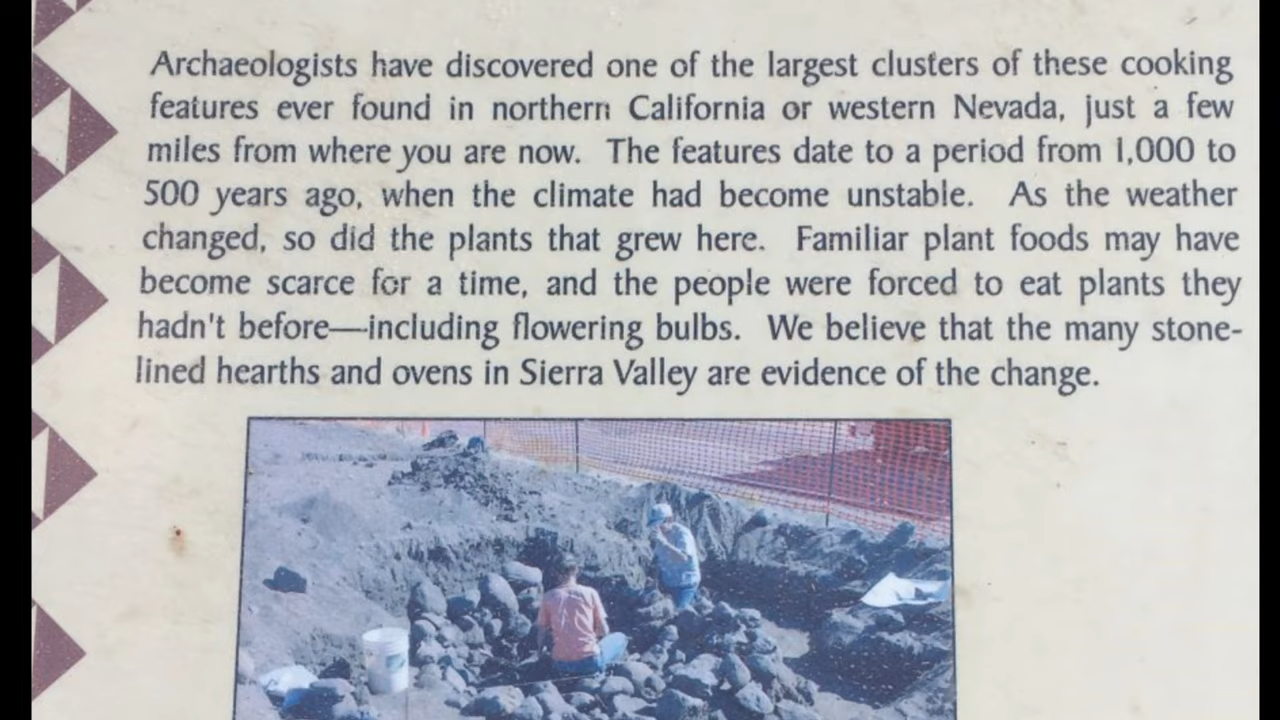 Archaeologists have discovered one of the largest clusters of these cooking
features ever found in northern California or western Nevada, just a few
miles from where you are now. The features date to a period from 1,000 to
500 years ago, when the climate had become unstable. As the weather
changed, so did the plants that grew here. Familiar plant foods may have
become scarce for a time, and the people were forced to eat plants they
hadn't before—including flowering bulbs. We believe that the many stone-
lined hearths and ovens in Sierra Valley are evidence of the change.